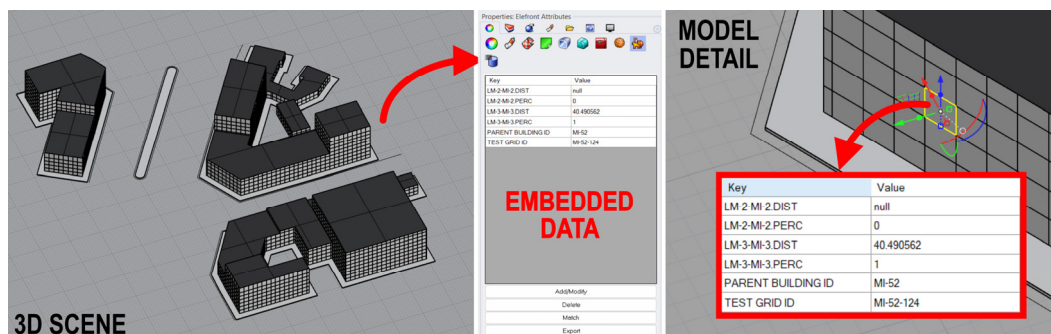 3D SCENE
Properties: Elefront Attributes
Key Value
LM-2-MI-2.DIST null
LM-2-MI-2.PERC 0
LM-3-MI-3.DIST 40.490562
LM-3-MI-3.PERC 1
PARENT BUILDING ID MI-52
TEST GRID ID MI-52-124
EMBEDDED
DATA
Add/Modify
Delete
Match
Export
MODEL
DETAIL
Key Value
LM-2-MI-2.DIST null
LM-2-MI-2.PERC 0
LM-3-MI-3.DIST 40.490562
LM-3-MI-3.PERC 1
PARENT BUILDING ID MI-52
TEST GRID ID MI-52-124